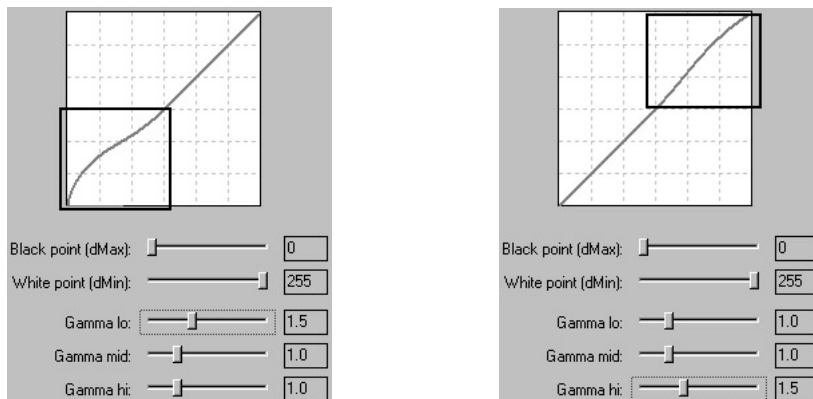 Black point (dMax): 0
White point (dMin): 255
Gamma lo: 1.5
Gamma mid: 1.0
Gamma hi: 1.0
Black point (dMax): 0
White point (dMin): 255
Gamma lo: 1.0
Gamma mid: 1.0
Gamma hi: 1.5